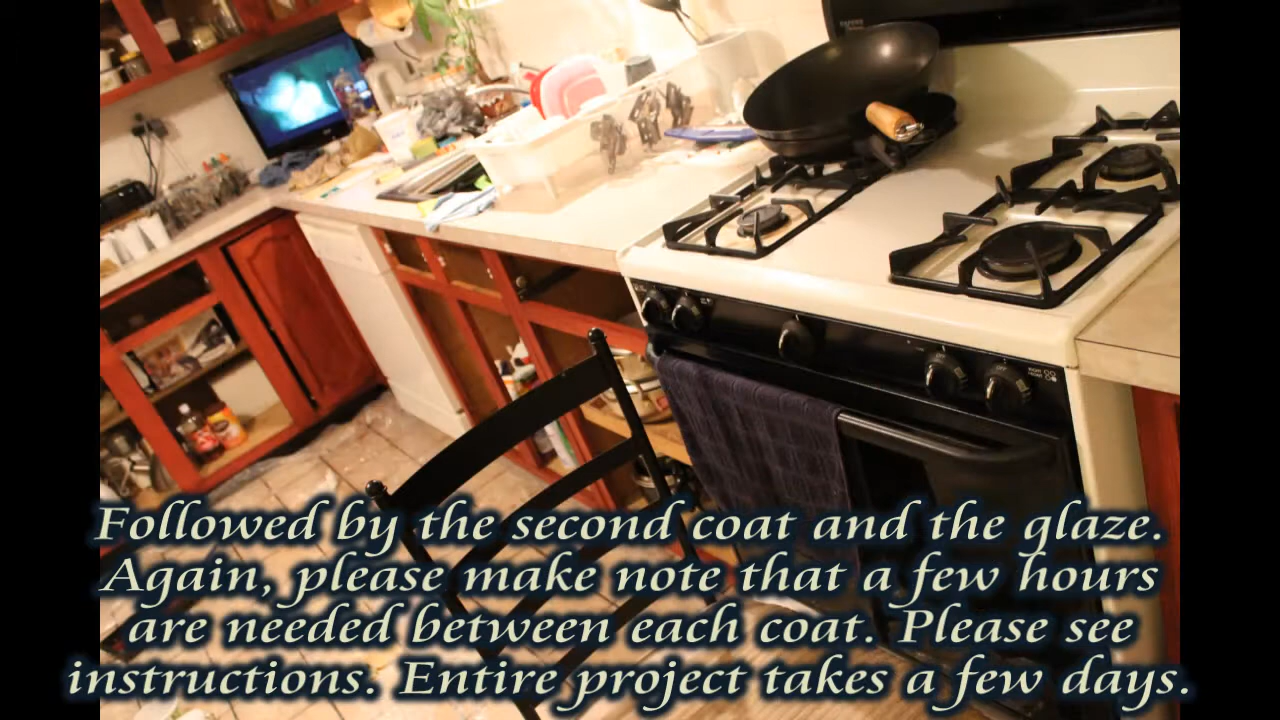 Followed by the second coat and the glaze.
Again, please make note that a few hours
are needed between each coat. Please see
instructions. Entire project takes a few days.